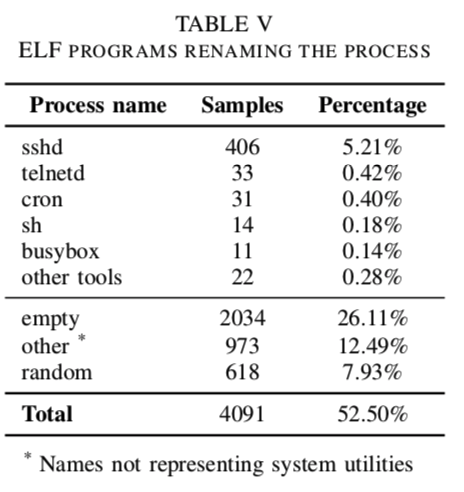 TABLE V
ELF PROGRAMS RENAMING THE PROCESS
Process name Samples Percentage
sshd 406 5.21%
telnetd 33 0.42%
cron 31 0.40%
sh 14 0.18%
busybox 11 0.14%
other tools 22 0.28%
empty 2034 26.11%
other * 973 12.49%
random 618 7.93%
Total 4091 52.50%
* Names not representing system utilities